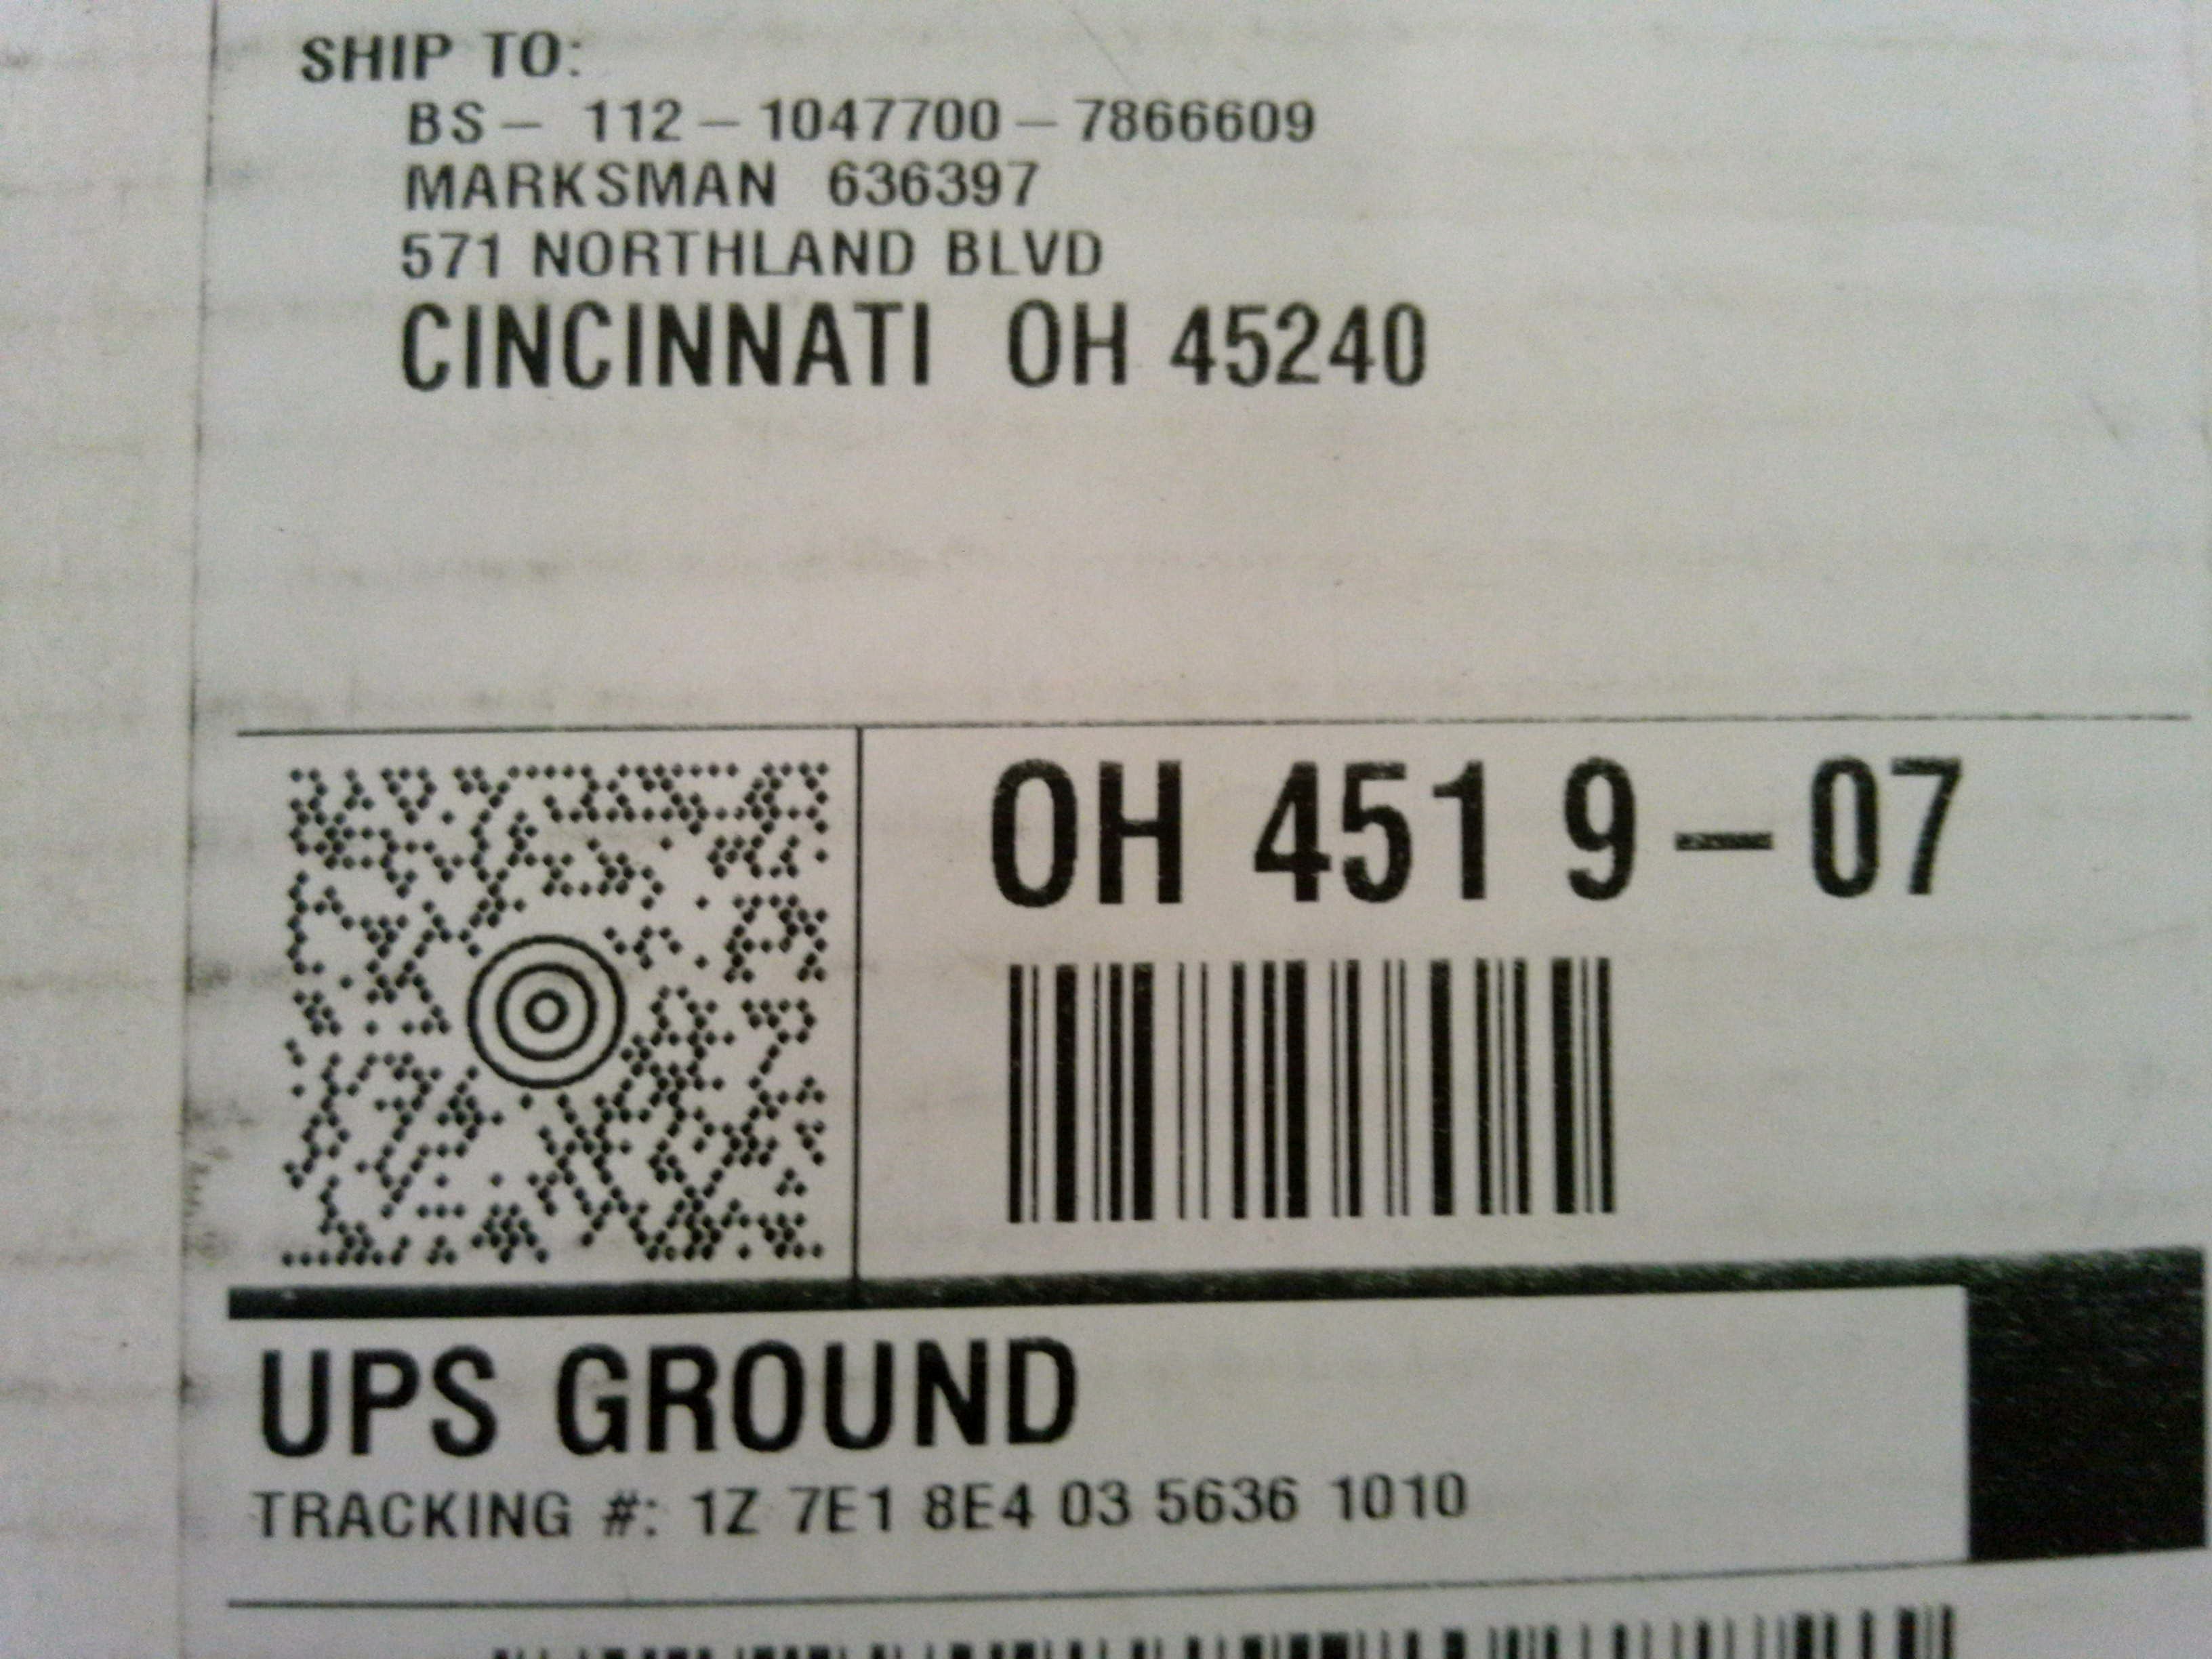 SHIP TO:
BS - 112 - 1047700 - 7866609
MARKSMAN 636397
571 NORTHLAND BLVD
CINCINNATI OH 45240
OH 451 9 - 07
UPS GROUND
TRACKING #: 1Z 7E1 8E4 03 5636 1010